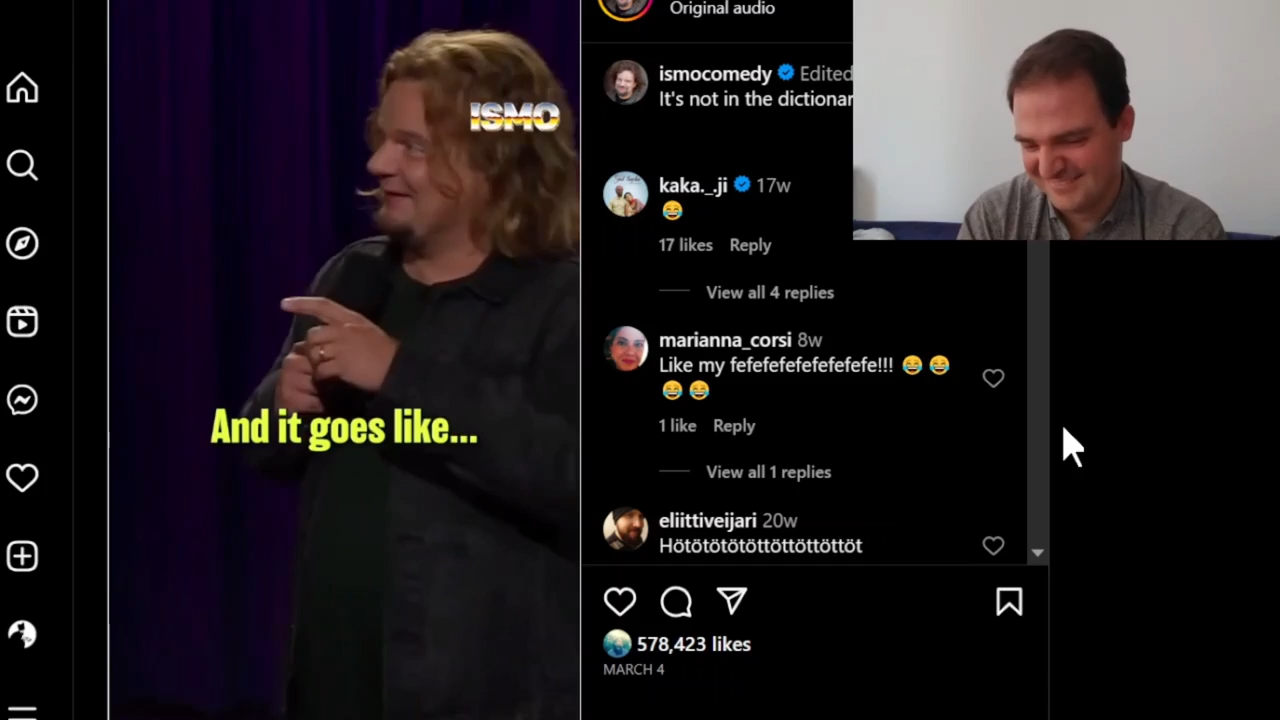 Original audio
ismocomedy Edited
It's not in the dictionar
ISMO
kaka._.ji 17w
😂
17 likes Reply
View all 4 replies
marianna_corsi 8w
Like my fefefefefefefefe!!! 😂 😂
😂 😂
1 like Reply
And it goes like...
View all 1 replies
eliittiveijari 20w
Hötötötötöttöttöttöttöt
578,423 likes
MARCH 4